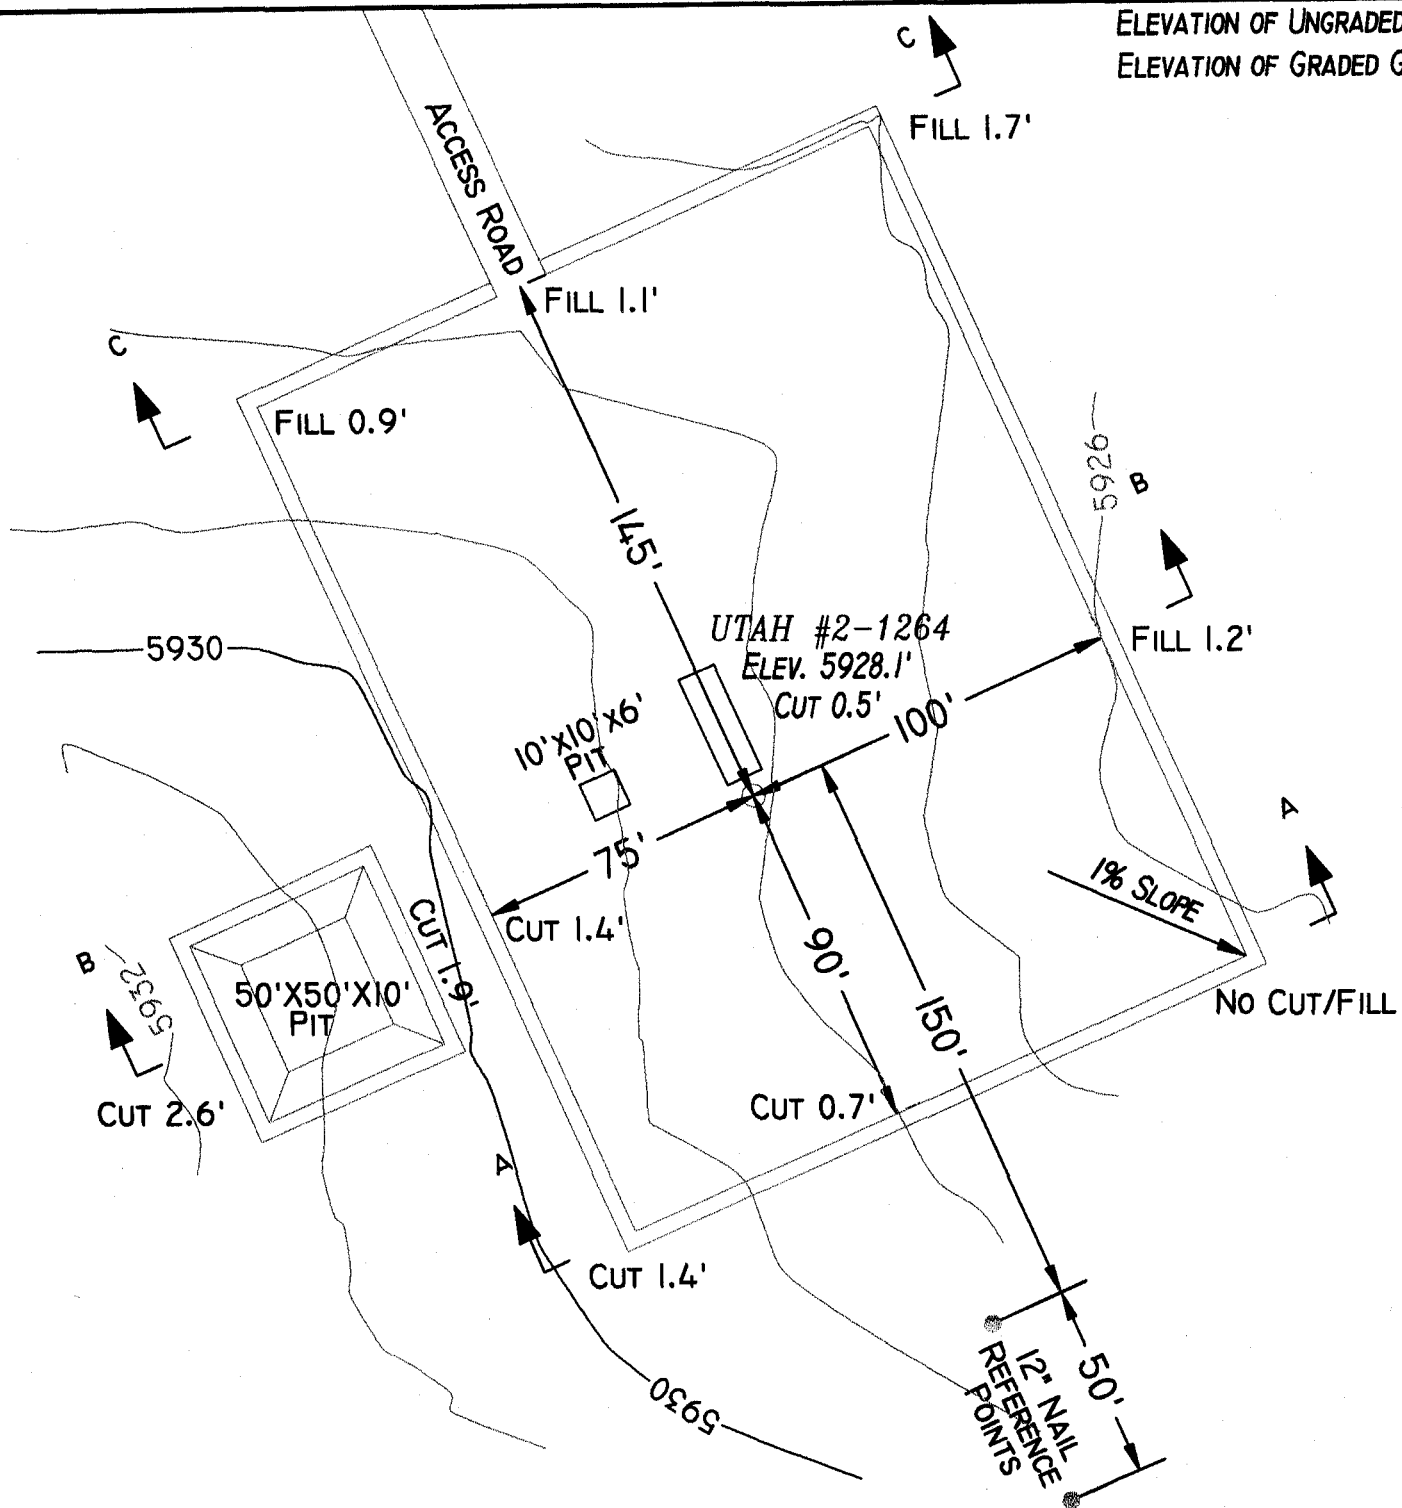 ELEVATION OF UNGRADED
ELEVATION OF GRADED G
C
FILL 1.7'
ACCESS ROAD
FILL 1.1'
C
FILL 0.9'
5926
B
145'
UTAH #2-1264
ELEV. 5928.1'
CUT 0.5'
FILL 1.2'
5930
100'
10'X10'X6'
PIT
75'
A
1% SLOPE
CUT 1.4'
CUT 1.9'
90'
B
5932
50'X50'X10'
PIT
150'
NO CUT/FILL
CUT 2.6'
CUT 0.7'
A
CUT 1.4'
5930
12" NAIL
REFERENCE
POINTS
50'